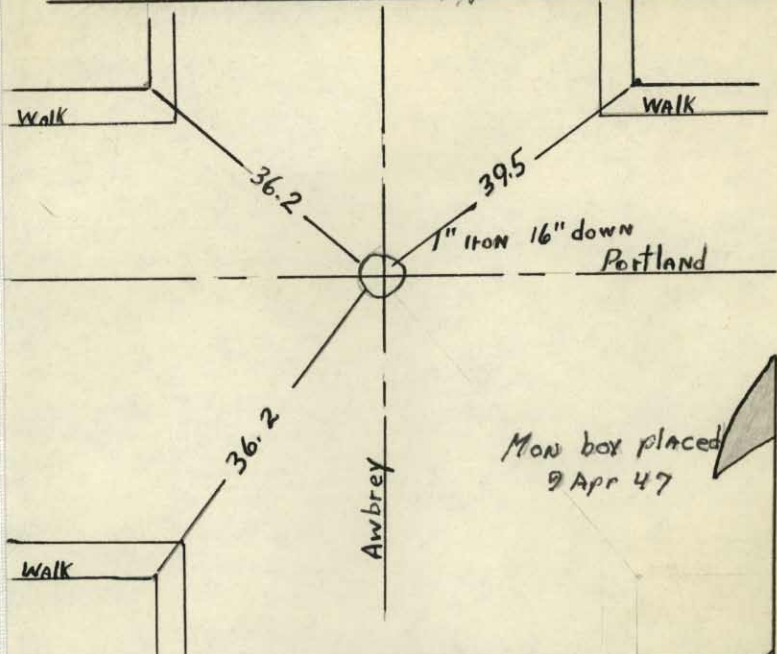 Walk
WALK
36.2
39.5
1" IRON 16" down
Portland
36.2
Awbrey
Mon box placed
9 Apr 47
WALK